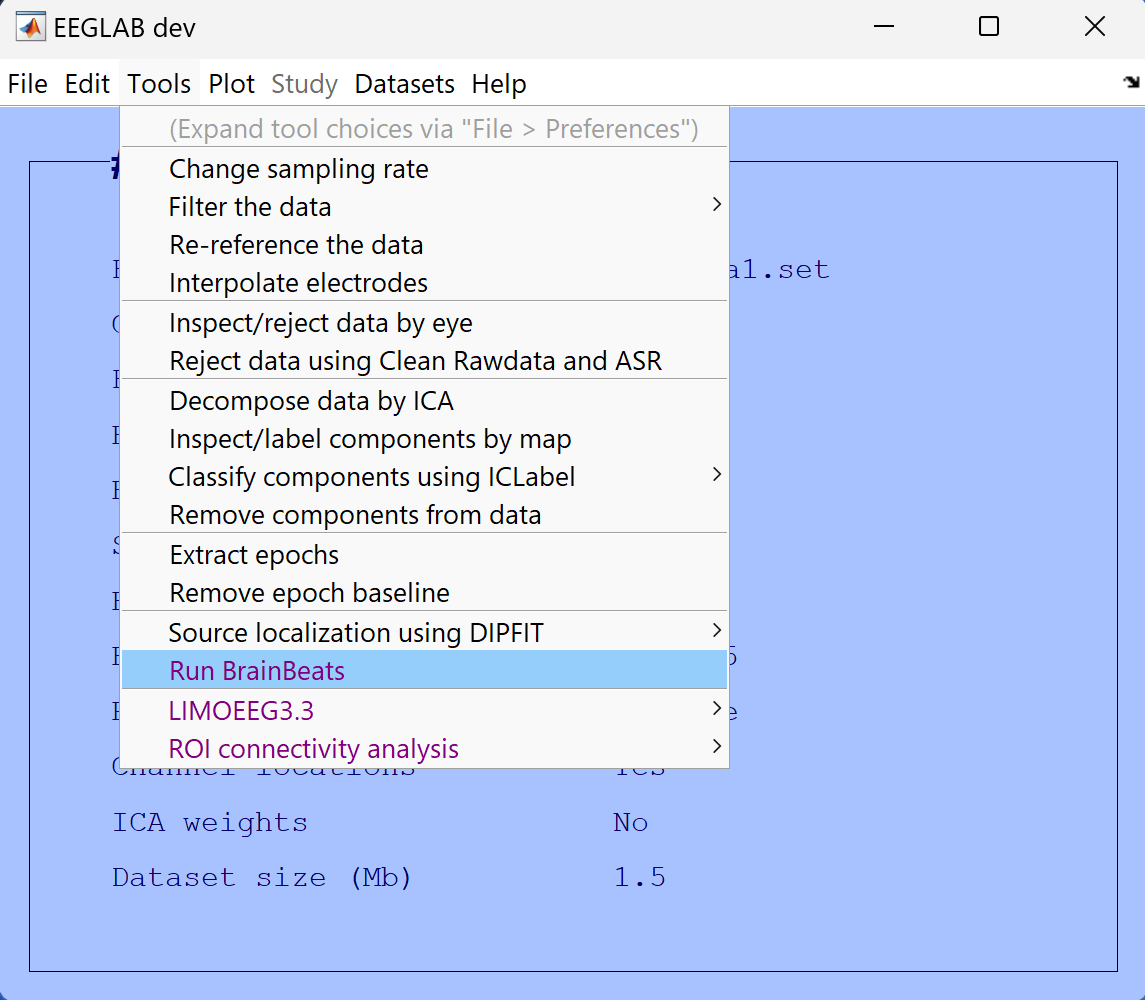 EEGLAB dev
File Edit Tools Plot Study Datasets Help
(Expand tool choices via "File > Preferences")
Change sampling rate
Filter the data
Re-reference the data
Interpolate electrodes
Inspect/reject data by eye
Reject data using Clean Rawdata and ASR
Decompose data by ICA
Inspect/label components by map
Classify components using ICLabel
Remove components from data
Extract epochs
Remove epoch baseline
Source localization using DIPFIT
Run BrainBeats
LIMOEEG3.3
ROI connectivity analysis
a1.set
Channel locations Yes
ICA weights No
Dataset size (Mb) 1.5